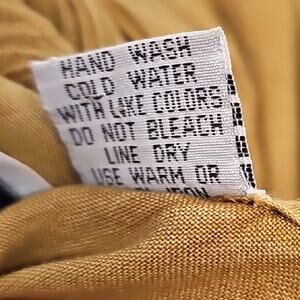 HAND WASH
COLD WATER
WITH LIKE COLORS
DO NOT BLEACH
LINE DRY
USE WARM OR